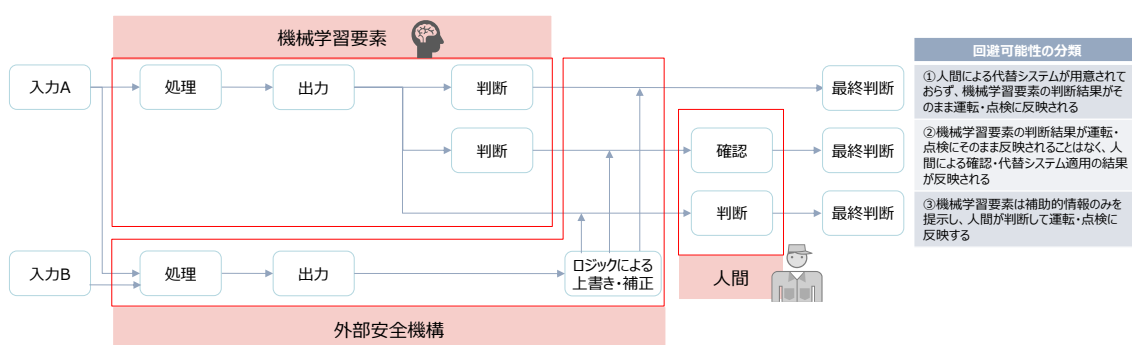 機械学習要素
入力A
処理
出力
判断
最終判断
判断
確認
最終判断
判断
最終判断
入力B
処理
出力
ロジックによる
上書き・補正
人間
外部安全機構
回避可能性の分類
①人間による代替システムが用意されて
おらず、機械学習要素の判断結果がそ
のまま運転・点検に反映される
②機械学習要素の判断結果が運転・
点検にそのまま反映されることはなく、人
間による確認・代替システム適用の結果
が反映される
③機械学習要素は補助的情報のみを
提示し、人間が判断して運転・点検に
反映する